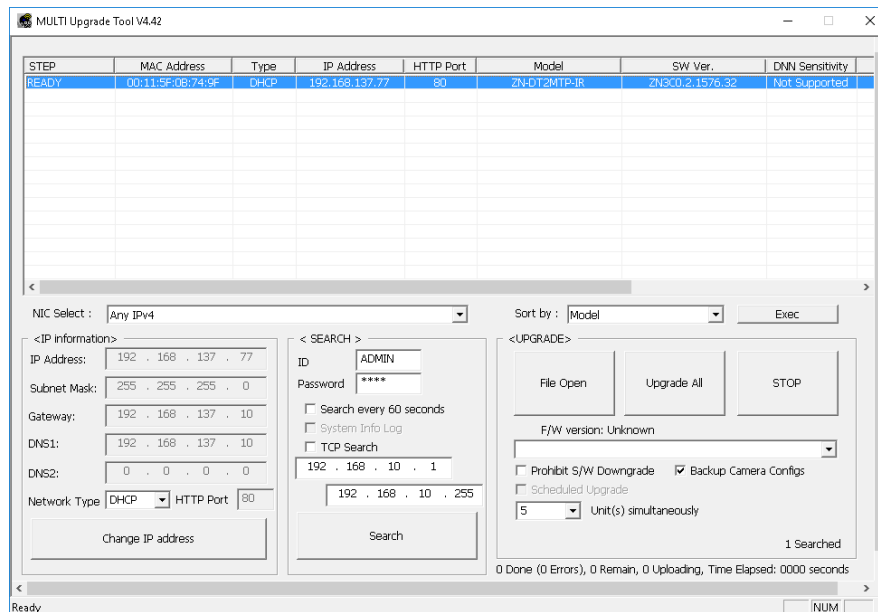 MULTI Upgrade Tool V4.42
STEP MAC Address Type IP Address HTTP Port Model SW Ver. DNN Sensitivity
READY 00:11:5F:0B:74:9F DHCP 192.168.137.77 80 ZN-DT2MTP-IR ZN3C0.2.1576.32 Not Supported
NIC Select : Any IPv4 Sort by : Model Exec
<IP information>
IP Address: 192 . 168 . 137 . 77
Subnet Mask: 255 . 255 . 255 . 0
Gateway: 192 . 168 . 137 . 10
DNS1: 192 . 168 . 137 . 10
DNS2: 0 . 0 . 0 . 0
Network Type DHCP HTTP Port 80
Change IP address
< SEARCH >
ID ADMIN
Password ****
Search every 60 seconds
System Info Log
TCP Search
192 . 168 . 10 . 1
192 . 168 . 10 . 255
Search
<UPGRADE>
File Open Upgrade All STOP
F/W version: Unknown
Prohibit S/W Downgrade Backup Camera Configs
Scheduled Upgrade
5 Unit(s) simultaneously
1 Searched
0 Done (0 Errors), 0 Remain, 0 Uploading, Time Elapsed: 0000 seconds
Ready NUM